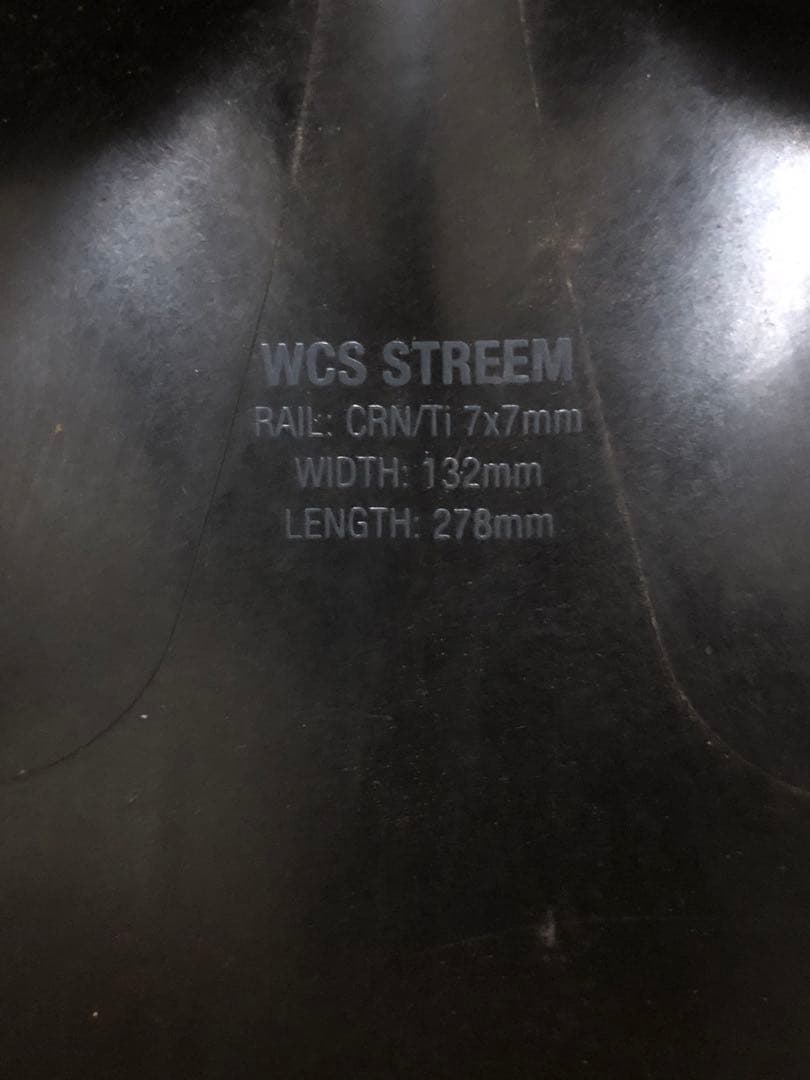 WCS STREEM
RAIL: CRN/Ti 7x7mm
WIDTH: 132mm
LENGTH: 278mm